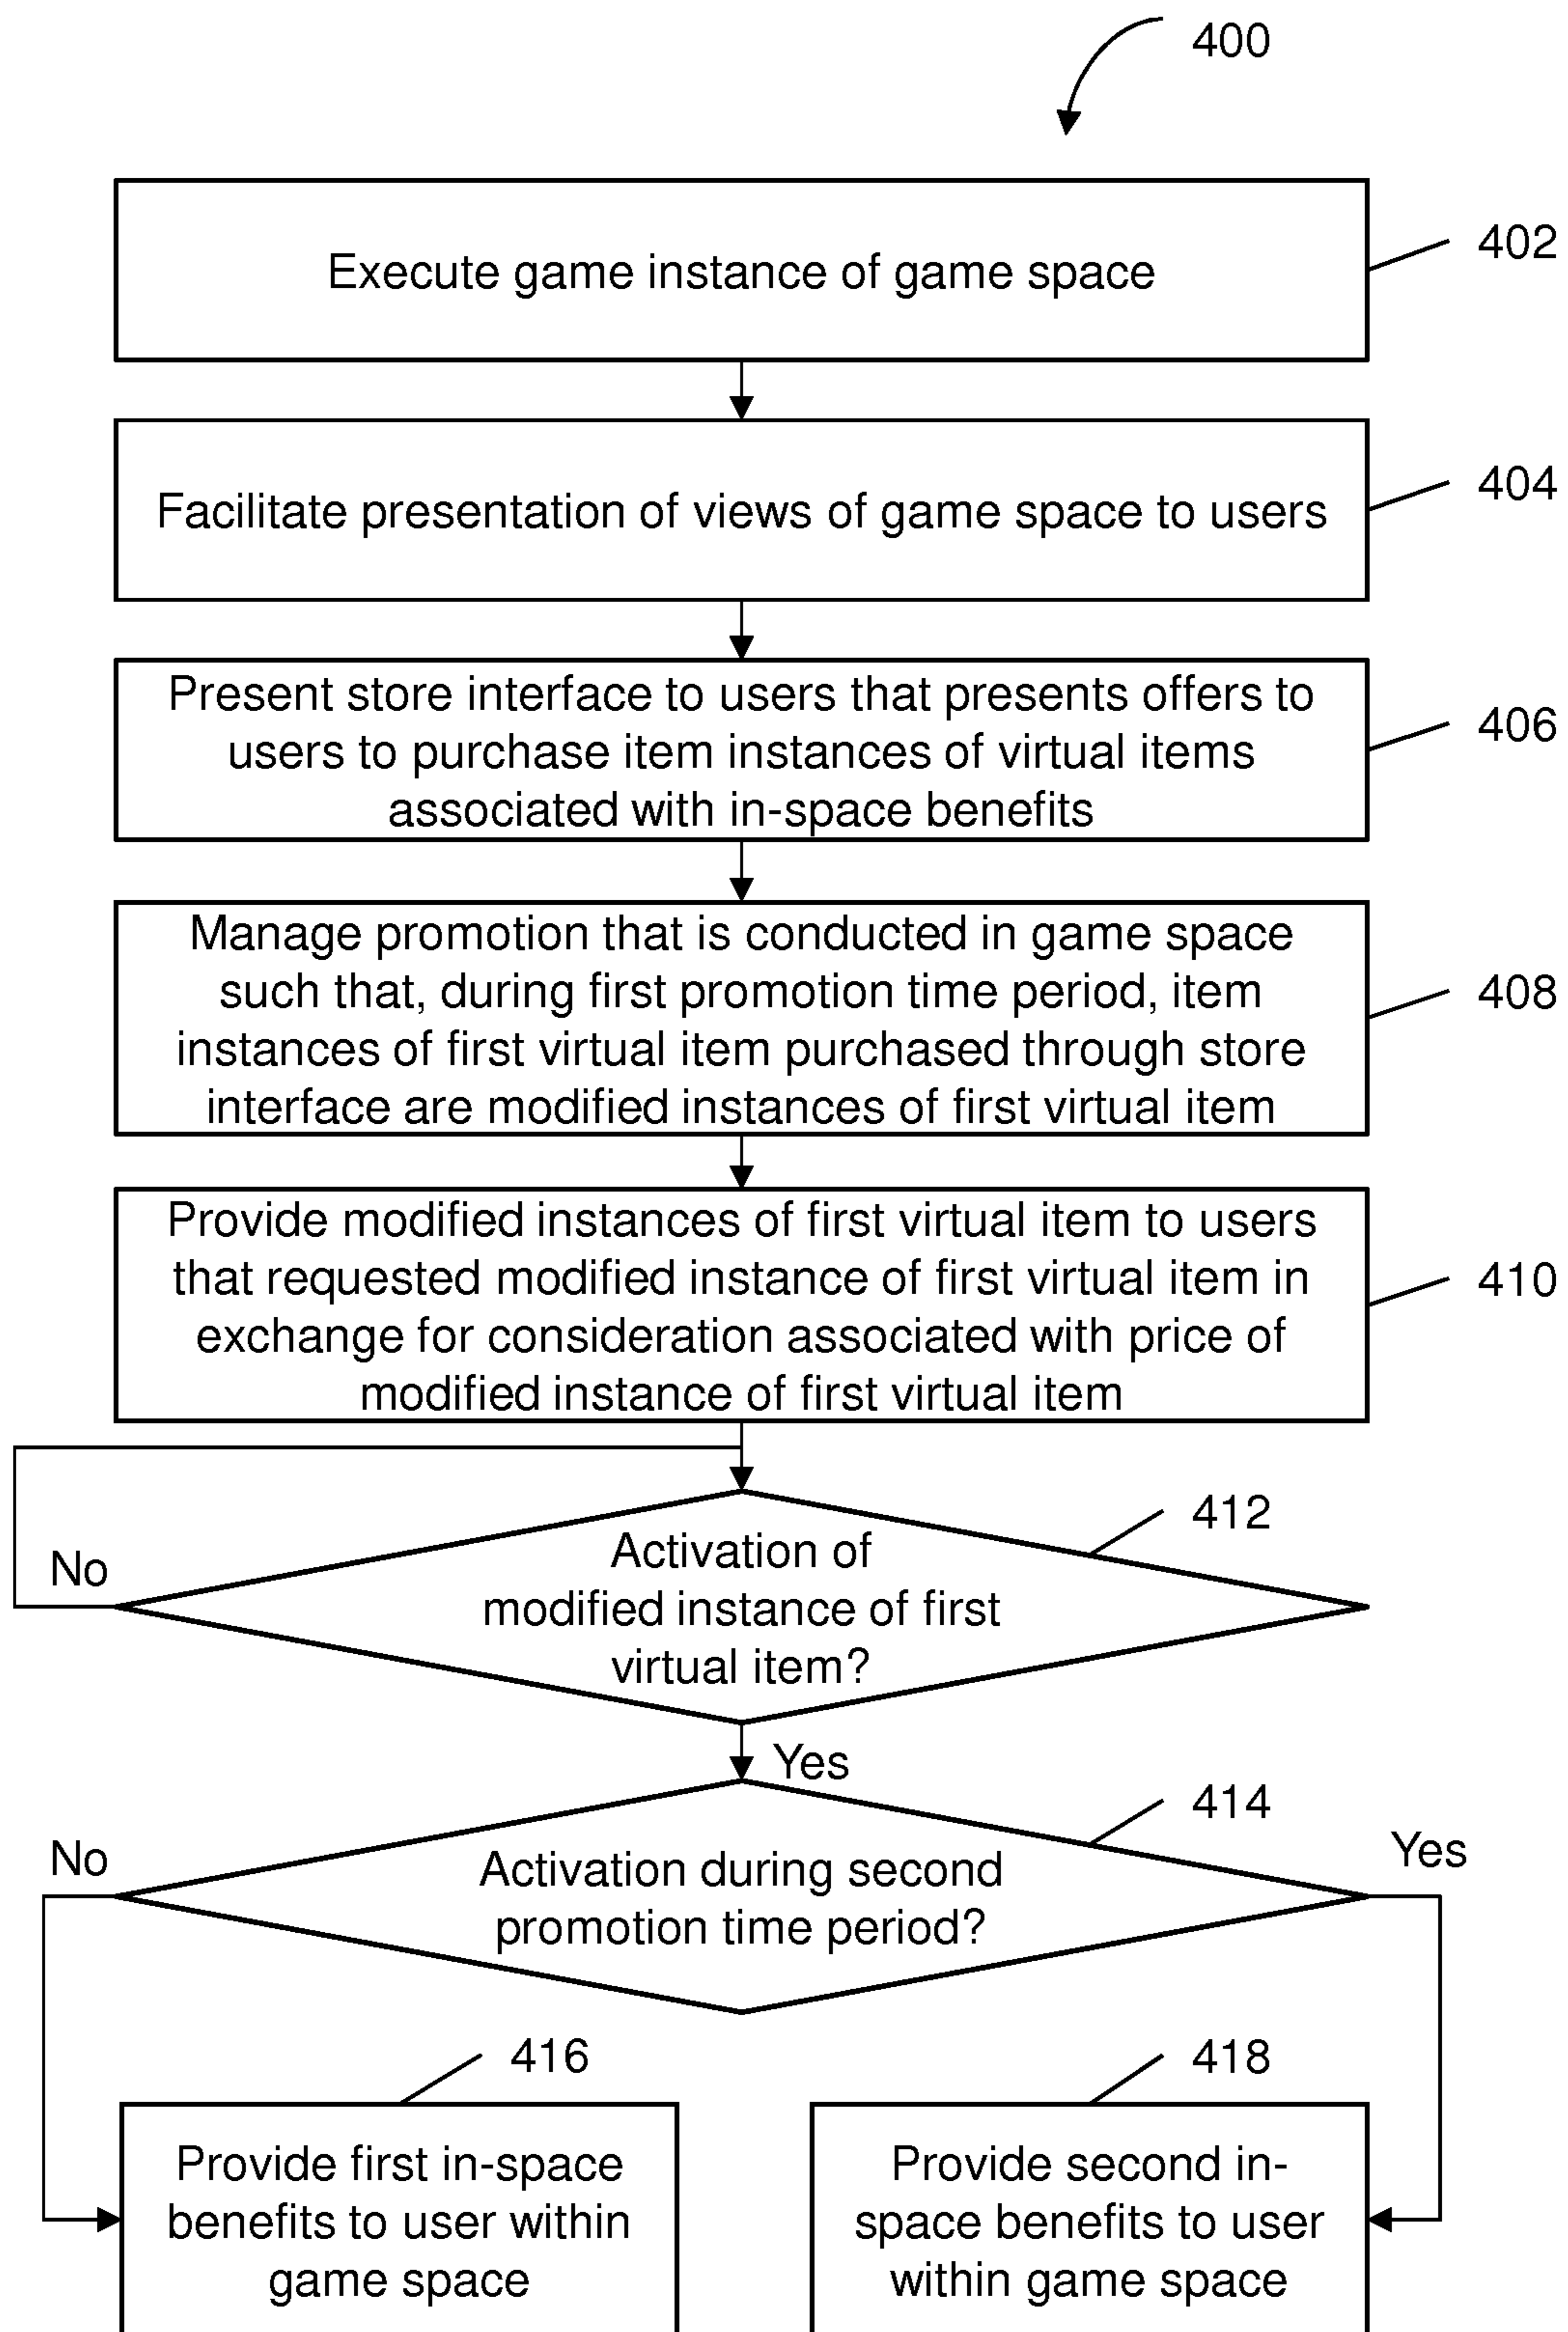 400
Execute game instance of game space
402
Facilitate presentation of views of game space to users
404
Present store interface to users that presents offers to
users to purchase item instances of virtual items
associated with in-space benefits
406
Manage promotion that is conducted in game space
such that, during first promotion time period, item
instances of first virtual item purchased through store
interface are modified instances of first virtual item
408
Provide modified instances of first virtual item to users
that requested modified instance of first virtual item in
exchange for consideration associated with price of
modified instance of first virtual item
410
412
Activation of
modified instance of first
virtual item?
No
Yes
414
Activation during second
promotion time period?
No
Yes
416
Provide first in-space
benefits to user within
game space
418
Provide second in-
space benefits to user
within game space